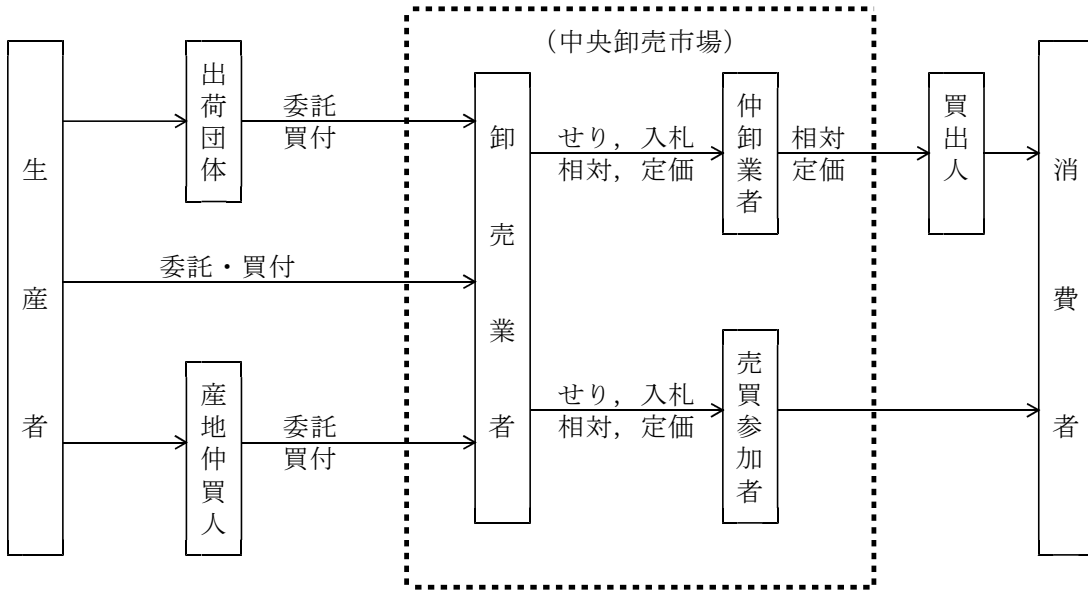 （中央卸売市場）
生産者
出荷団体
委託
買付
委託・買付
産地仲買人
委託
買付
卸売業者
せり，入札
相対，定価
仲卸業者
相対
定価
買出人
せり，入札
相対，定価
売買参加者
消費者